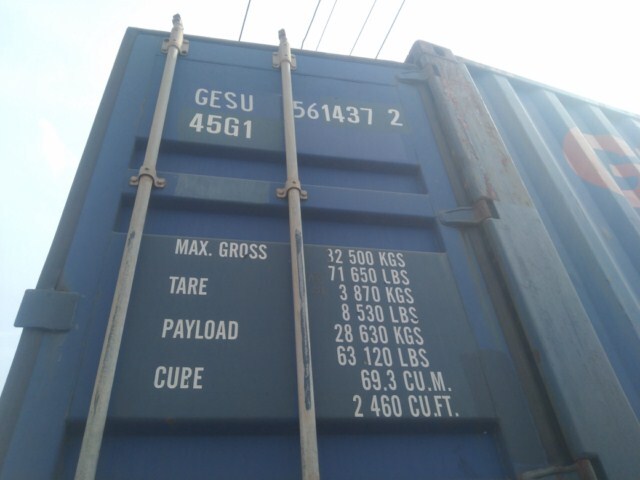 GESU 561437 2
45G1
MAX. GROSS 32 500 KGS
71 650 LBS
TARE 3 870 KGS
8 530 LBS
PAYLOAD 28 630 KGS
63 120 LBS
CUBE 69.3 CU.M.
2 460 CU.FT.